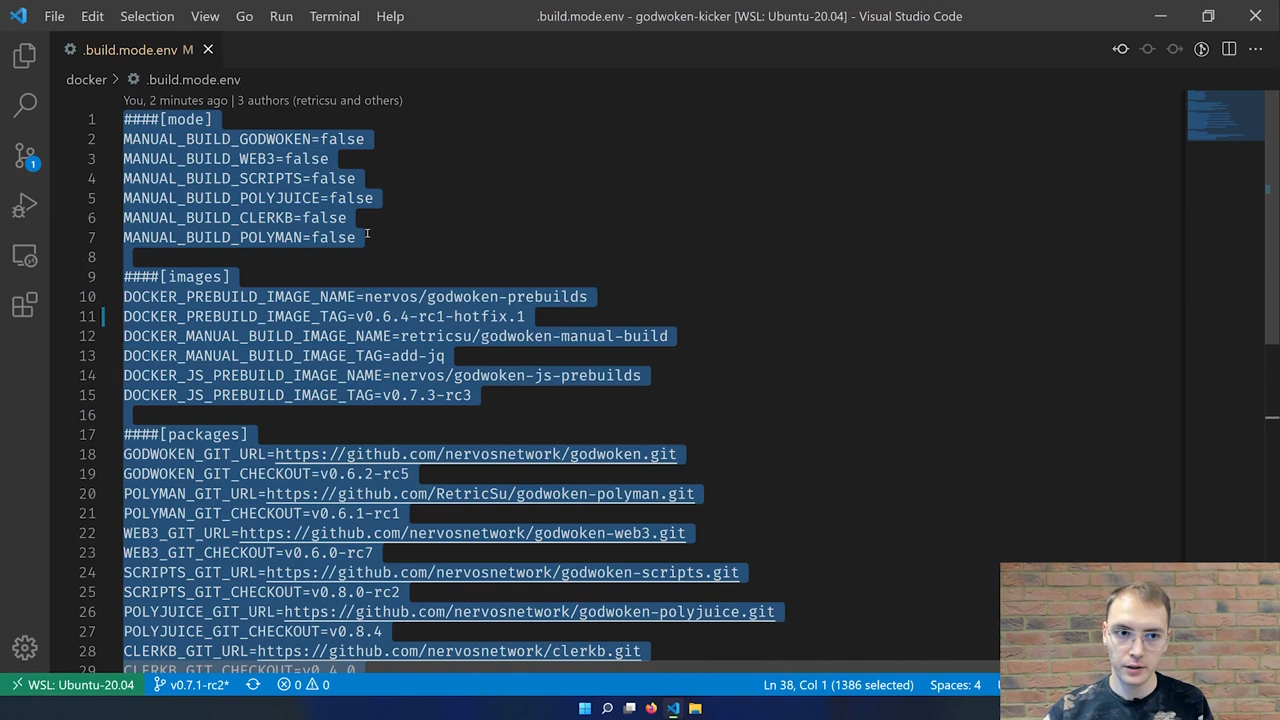 File Edit Selection View Go Run Terminal Help .build.mode.env - godwoken-kicker [WSL: Ubuntu-20.04] - Visual Studio Code
.build.mode.env M
docker > .build.mode.env
You, 2 minutes ago | 3 authors (retricsu and others)
1 ####[mode]
2 MANUAL_BUILD_GODWOKEN=false
3 MANUAL_BUILD_WEB3=false
4 MANUAL_BUILD_SCRIPTS=false
5 MANUAL_BUILD_POLYJUICE=false
6 MANUAL_BUILD_CLERKB=false
7 MANUAL_BUILD_POLYMAN=false
8
9 ####[images]
10 DOCKER_PREBUILD_IMAGE_NAME=nervos/godwoken-prebuilds
11 DOCKER_PREBUILD_IMAGE_TAG=v0.6.4-rc1-hotfix.1
12 DOCKER_MANUAL_BUILD_IMAGE_NAME=retricsu/godwoken-manual-build
13 DOCKER_MANUAL_BUILD_IMAGE_TAG=add-jq
14 DOCKER_JS_PREBUILD_IMAGE_NAME=nervos/godwoken-js-prebuilds
15 DOCKER_JS_PREBUILD_IMAGE_TAG=v0.7.3-rc3
16
17 ####[packages]
18 GODWOKEN_GIT_URL=https://github.com/nervosnetwork/godwoken.git
19 GODWOKEN_GIT_CHECKOUT=v0.6.2-rc5
20 POLYMAN_GIT_URL=https://github.com/RetricSu/godwoken-polyman.git
21 POLYMAN_GIT_CHECKOUT=v0.6.1-rc1
22 WEB3_GIT_URL=https://github.com/nervosnetwork/godwoken-web3.git
23 WEB3_GIT_CHECKOUT=v0.6.0-rc7
24 SCRIPTS_GIT_URL=https://github.com/nervosnetwork/godwoken-scripts.git
25 SCRIPTS_GIT_CHECKOUT=v0.8.0-rc2
26 POLYJUICE_GIT_URL=https://github.com/nervosnetwork/godwoken-polyjuice.git
27 POLYJUICE_GIT_CHECKOUT=v0.8.4
28 CLERKB_GIT_URL=https://github.com/nervosnetwork/clerkb.git
29 CLERKB_GIT_CHECKOUT=v0.4.0
1
WSL: Ubuntu-20.04 v0.7.1-rc2* 0 0 Ln 38, Col 1 (1386 selected) Spaces: 4